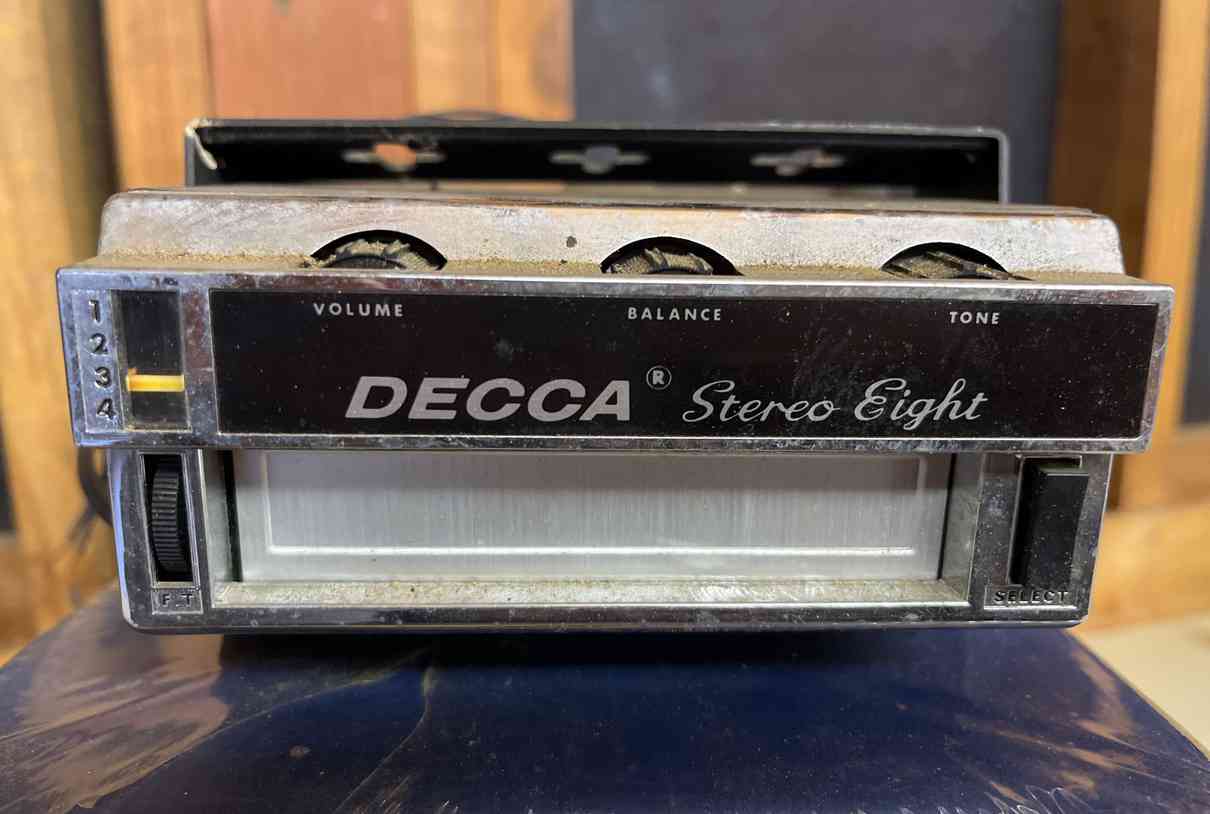 VOLUME BALANCE TONE
1
2
3
4
DECCA® Stereo Eight
F.T
SELECT